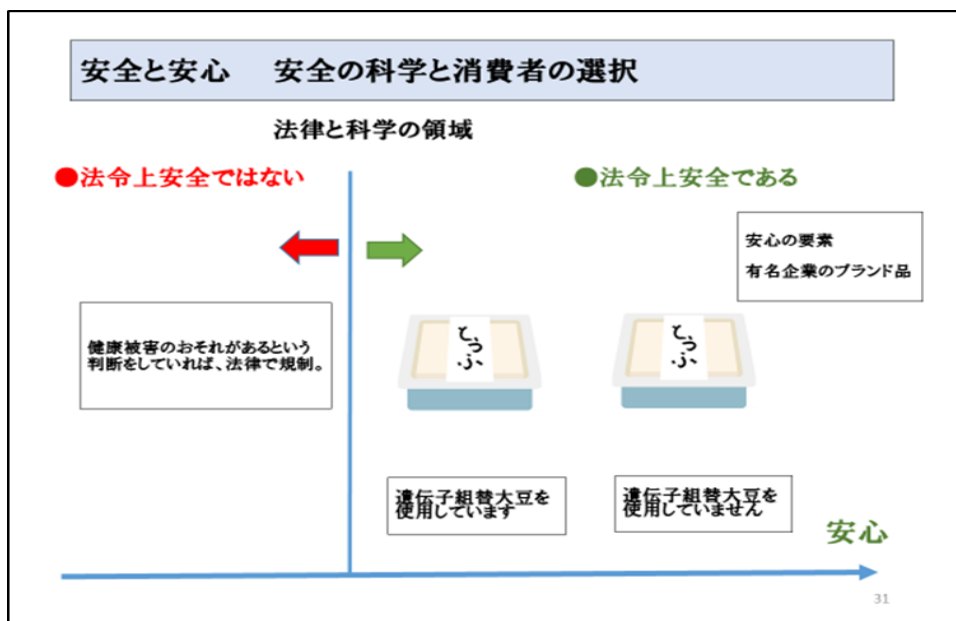 安全と安心　安全の科学と消費者の選択
法律と科学の領域
●法令上安全ではない
●法令上安全である
安心の要素
有名企業のブランド品
健康被害のおそれがあるという
判断をしていれば、法律で規制。
とうふ
とうふ
遺伝子組替大豆を
使用しています
遺伝子組替大豆を
使用していません
安心
31